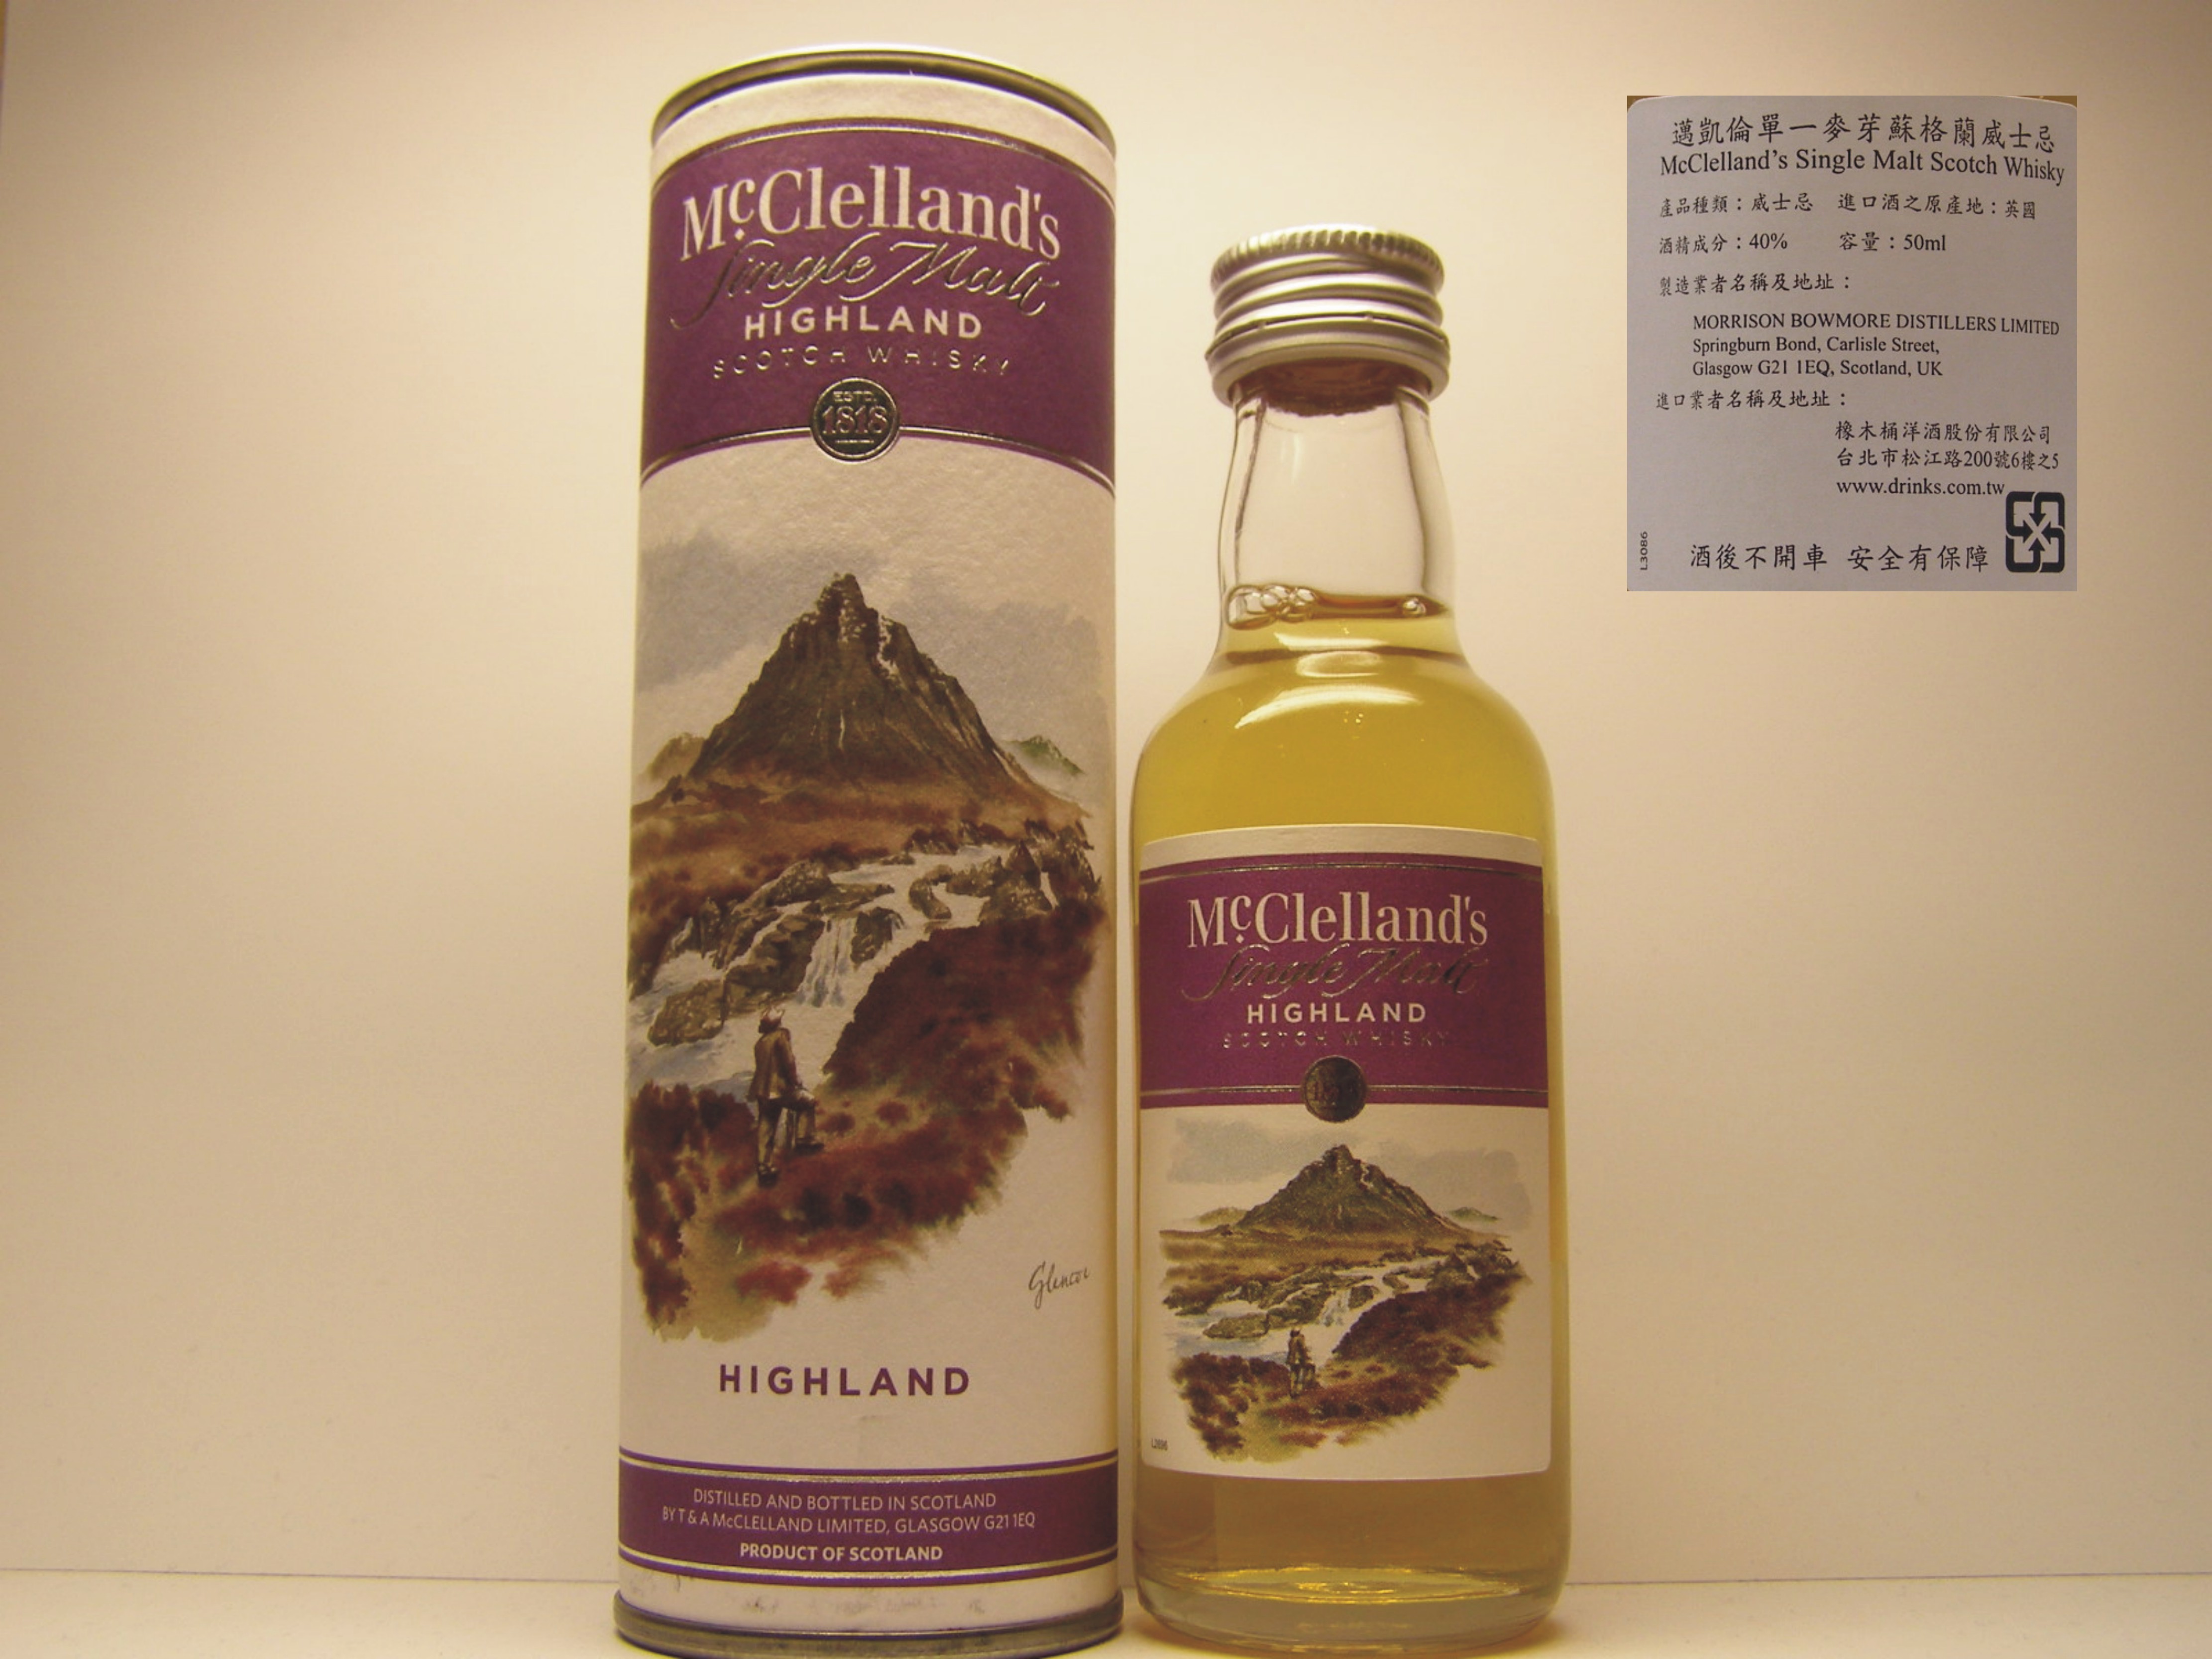 McClelland's
Single Malt
HIGHLAND
SCOTCH WHISKY
ESTD.
1818
Glencoe
HIGHLAND
DISTILLED AND BOTTLED IN SCOTLAND
BY T & A McCLELLAND LIMITED, GLASGOW G21 1EQ
PRODUCT OF SCOTLAND
McClelland's
Single Malt
HIGHLAND
SCOTCH WHISKY
邁凱倫單一麥芽蘇格蘭威士忌
McClelland's Single Malt Scotch Whisky
產品種類：威士忌 進口酒之原產地：英國
酒精成分：40% 容量：50ml
製造業者名稱及地址：
MORRISON BOWMORE DISTILLERS LIMITED
Springburn Bond, Carlisle Street,
Glasgow G21 1EQ, Scotland, UK
進口業者名稱及地址：
橡木桶洋酒股份有限公司
台北市松江路200號6樓之5
www.drinks.com.tw
L3086
酒後不開車 安全有保障